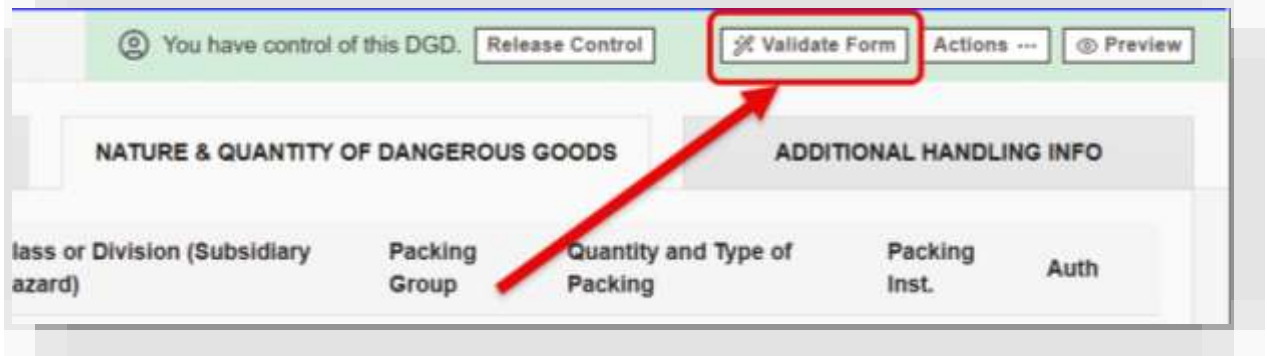 You have control of this DGD. Release Control Validate Form Actions ··· Preview
NATURE & QUANTITY OF DANGEROUS GOODS ADDITIONAL HANDLING INFO
lass or Division (Subsidiary Packing Quantity and Type of Packing Auth
azard) Group Packing Inst.